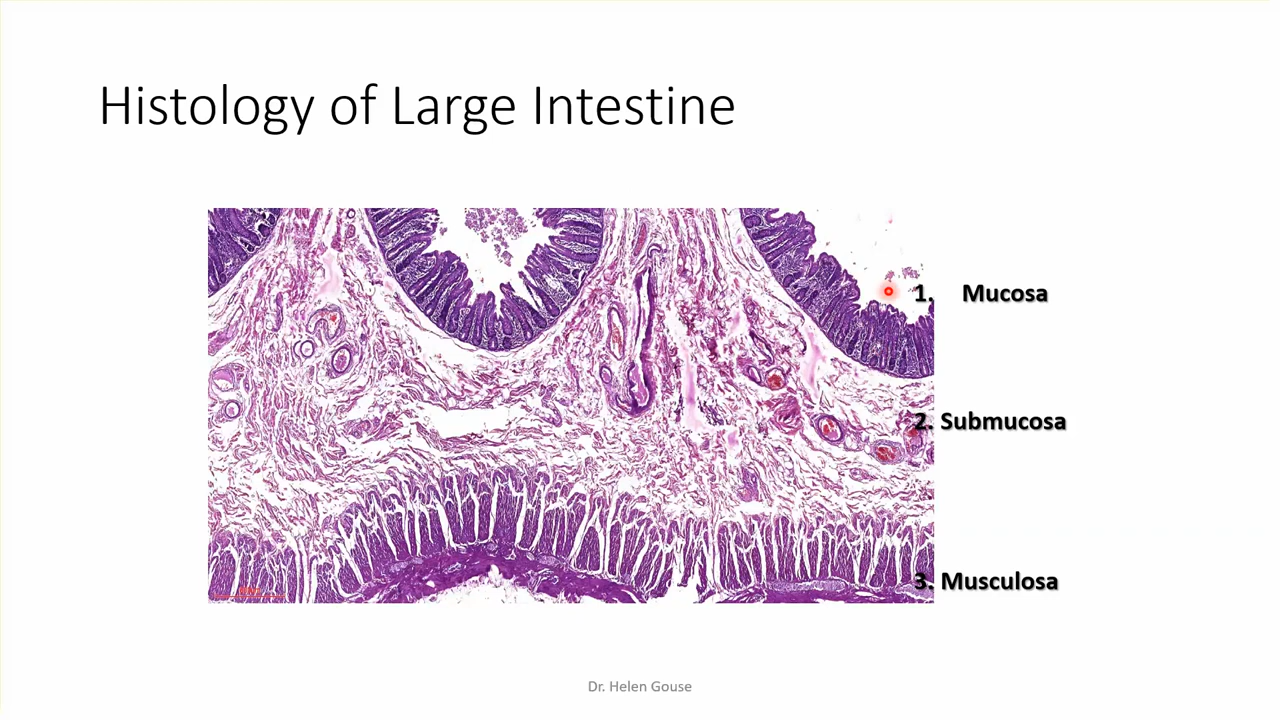 Histology of Large Intestine
1. Mucosa
2. Submucosa
3. Musculosa
Dr. Helen Gouse